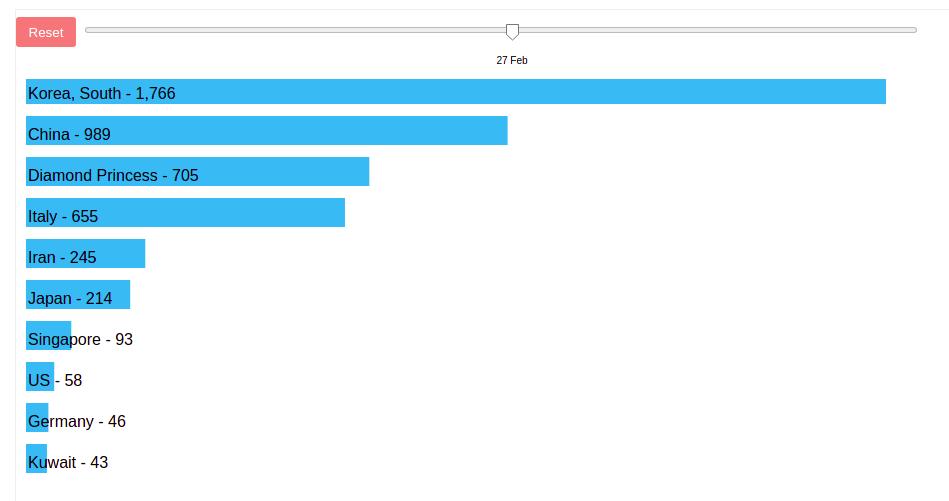 Reset
27 Feb
Korea, South - 1,766
China - 989
Diamond Princess - 705
Italy - 655
Iran - 245
Japan - 214
Singapore - 93
US - 58
Germany - 46
Kuwait - 43